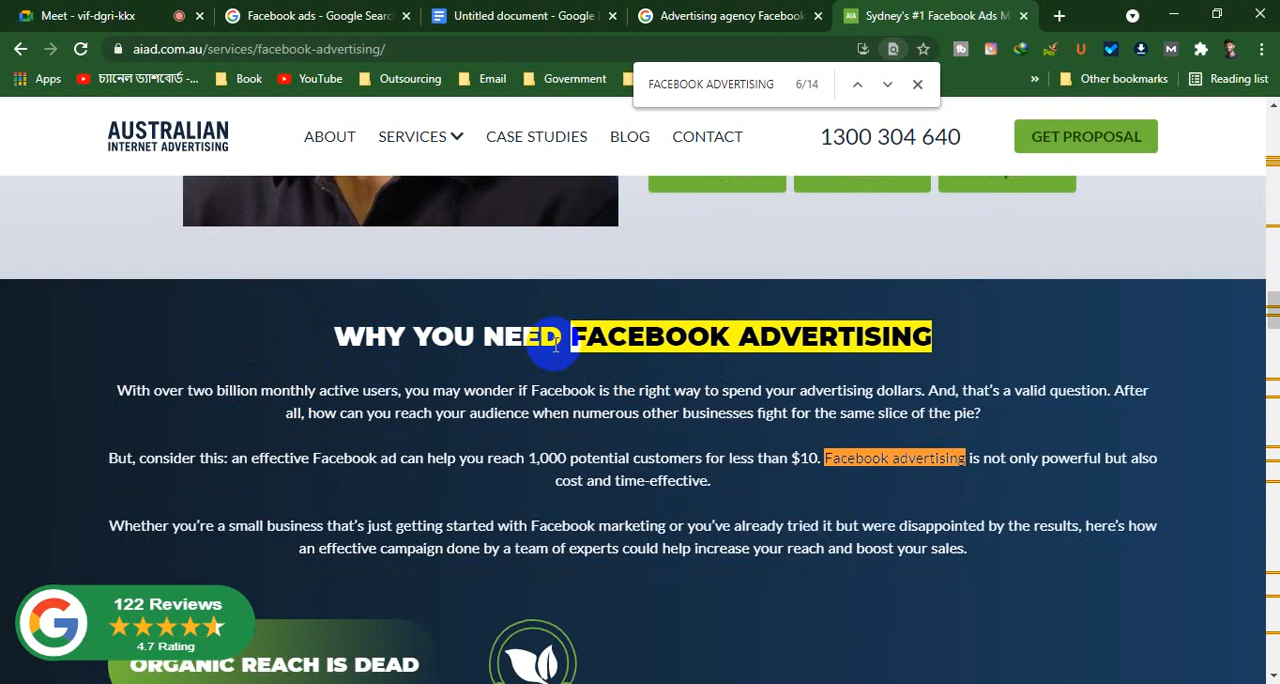 Meet - vif-dgri-kkx
Facebook ads - Google Searc
Untitled document - Google
Advertising agency Facebook
AIA Sydney's #1 Facebook Ads M
aiad.com.au/services/facebook-advertising/
Apps
চ্যানেল ড্যাশবোর্ড -...
Book
YouTube
Outsourcing
Email
Government
»
Other bookmarks
Reading list
FACEBOOK ADVERTISING 6/14
AUSTRALIAN
INTERNET ADVERTISING
ABOUT
SERVICES
CASE STUDIES
BLOG
CONTACT
1300 304 640
GET PROPOSAL
WHY YOU NEED FACEBOOK ADVERTISING
With over two billion monthly active users, you may wonder if Facebook is the right way to spend your advertising dollars. And, that's a valid question. After
all, how can you reach your audience when numerous other businesses fight for the same slice of the pie?
But, consider this: an effective Facebook ad can help you reach 1,000 potential customers for less than $10. Facebook advertising is not only powerful but also
cost and time-effective.
Whether you're a small business that's just getting started with Facebook marketing or you've already tried it but were disappointed by the results, here's how
an effective campaign done by a team of experts could help increase your reach and boost your sales.
122 Reviews
4.7 Rating
ORGANIC REACH IS DEAD